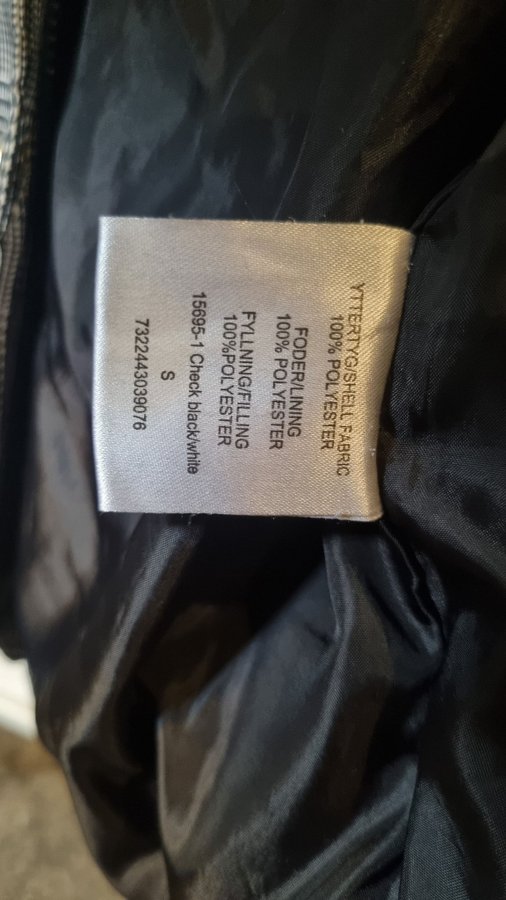 YTTERTYG/SHELL FABRIC
100% POLYESTER
FODER/LINING
100% POLYESTER
FYLLNING/FILLING
100%POLYESTER
15695-1 Check black/white
S
7322443039076